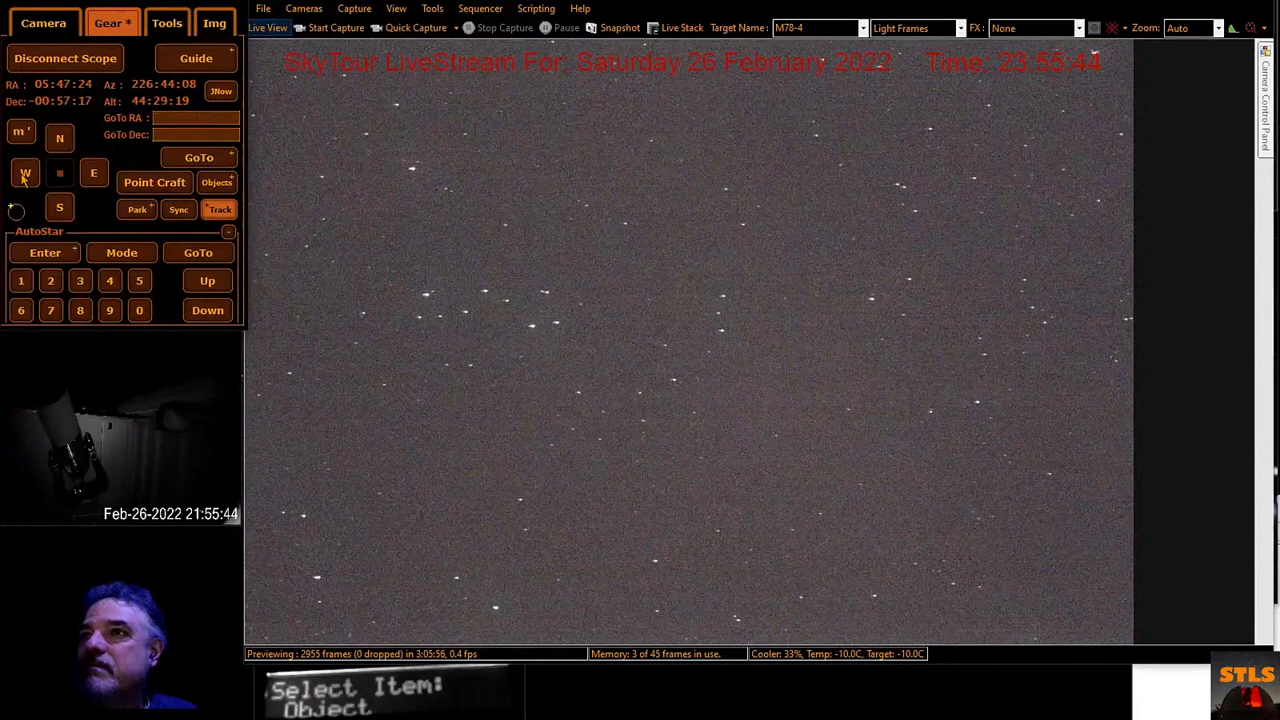 Camera Gear * Tools Img
File Cameras Capture View Tools Sequencer Scripting Help
Live View Start Capture Quick Capture Stop Capture Pause Snapshot Live Stack Target Name : M78-4 Light Frames FX : None Zoom: Auto
Disconnect Scope Guide +
SkyTour LiveStream For Saturday 26 February 2022 Time: 23.55.44
RA : 05:47:24 Az : 226:44:08 JNow
Dec:-00:57:17 Alt : 44:29:19
GoTo RA :
GoTo Dec:
m ' N
GoTo +
W E
Point Craft Objects +
S
Park + Sync Track
AutoStar -
Enter + Mode GoTo
1 2 3 4 5 Up
6 7 8 9 0 Down
Camera Control Panel
Feb-26-2022 21:55:44
Previewing : 2955 frames (0 dropped) in 3:05:56, 0.4 fps Memory: 3 of 45 frames in use. Cooler: 33%, Temp: -10.0C, Target: -10.0C
Select Item:
Object
STLS